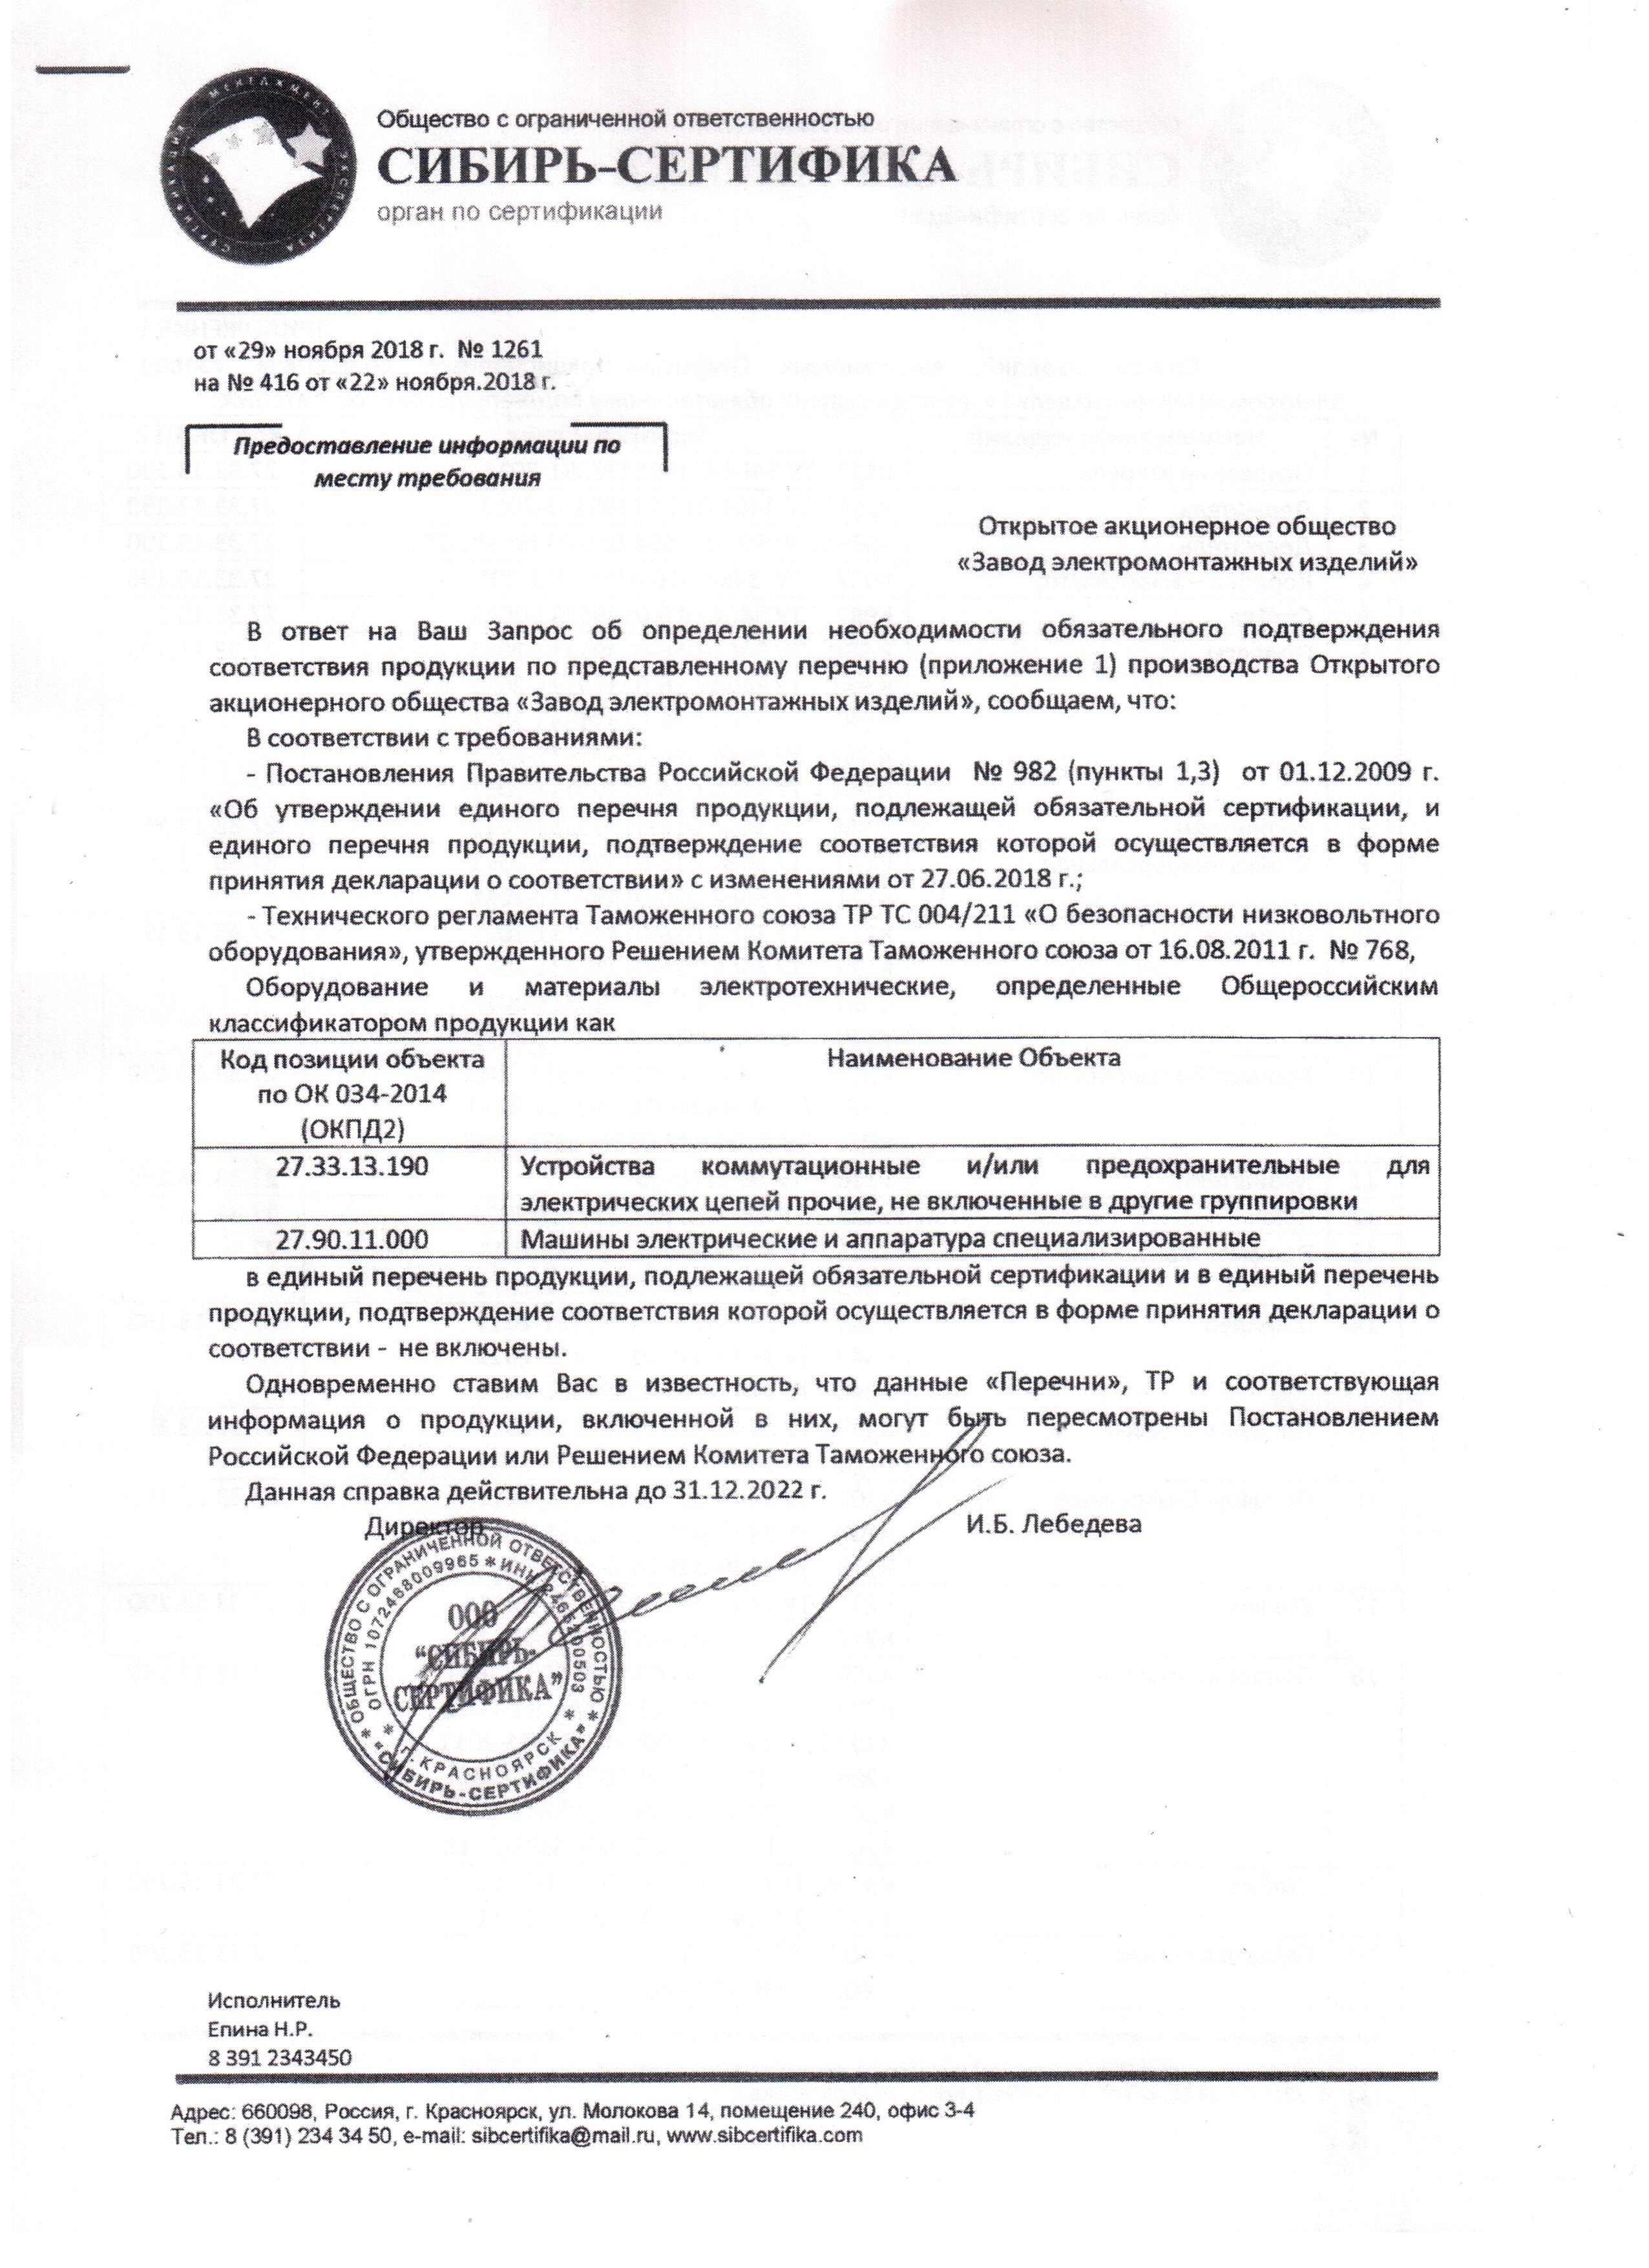 МЕНЕДЖМЕНТ ЭКСПЕРТИЗА СЕРТИФИКАЦИЯ
Общество с ограниченной ответственностью
СИБИРЬ-СЕРТИФИКА
орган по сертификации
от «29» ноября 2018 г. № 1261
на № 416 от «22» ноября.2018 г.
Предоставление информации по
месту требования
Открытое акционерное общество
«Завод электромонтажных изделий»
В ответ на Ваш Запрос об определении необходимости обязательного подтверждения
соответствия продукции по представленному перечню (приложение 1) производства Открытого
акционерного общества «Завод электромонтажных изделий», сообщаем, что:
В соответствии с требованиями:
- Постановления Правительства Российской Федерации № 982 (пункты 1,3) от 01.12.2009 г.
«Об утверждении единого перечня продукции, подлежащей обязательной сертификации, и
единого перечня продукции, подтверждение соответствия которой осуществляется в форме
принятия декларации о соответствии» с изменениями от 27.06.2018 г.;
- Технического регламента Таможенного союза ТР ТС 004/211 «О безопасности низковольтного
оборудования», утвержденного Решением Комитета Таможенного союза от 16.08.2011 г. № 768,
Оборудование и материалы электротехнические, определенные Общероссийским
классификатором продукции как
Код позиции объекта
по ОК 034-2014
(ОКПД2)
Наименование Объекта
27.33.13.190
Устройства коммутационные и/или предохранительные для
электрических цепей прочие, не включенные в другие группировки
27.90.11.000
Машины электрические и аппаратура специализированные
в единый перечень продукции, подлежащей обязательной сертификации и в единый перечень
продукции, подтверждение соответствия которой осуществляется в форме принятия декларации о
соответствии - не включены.
Одновременно ставим Вас в известность, что данные «Перечни», ТР и соответствующая
информация о продукции, включенной в них, могут быть пересмотрены Постановлением
Российской Федерации или Решением Комитета Таможенного союза.
Данная справка действительна до 31.12.2022 г.
Директор
И.Б. Лебедева
ОБЩЕСТВО С ОГРАНИЧЕННОЙ ОТВЕТСТВЕННОСТЬЮ
ОГРН 1072468009965 * ИНН
ООО
“СИБИРЬ-
СЕРТИФИКА”
* г. КРАСНОЯРСК *
* “СИБИРЬ-СЕРТИФИКА” *
Исполнитель
Епина Н.Р.
8 391 2343450
Адрес: 660098, Россия, г. Красноярск, ул. Молокова 14, помещение 240, офис 3-4
Тел.: 8 (391) 234 34 50, e-mail: sibcertifika@mail.ru, www.sibcertifika.com